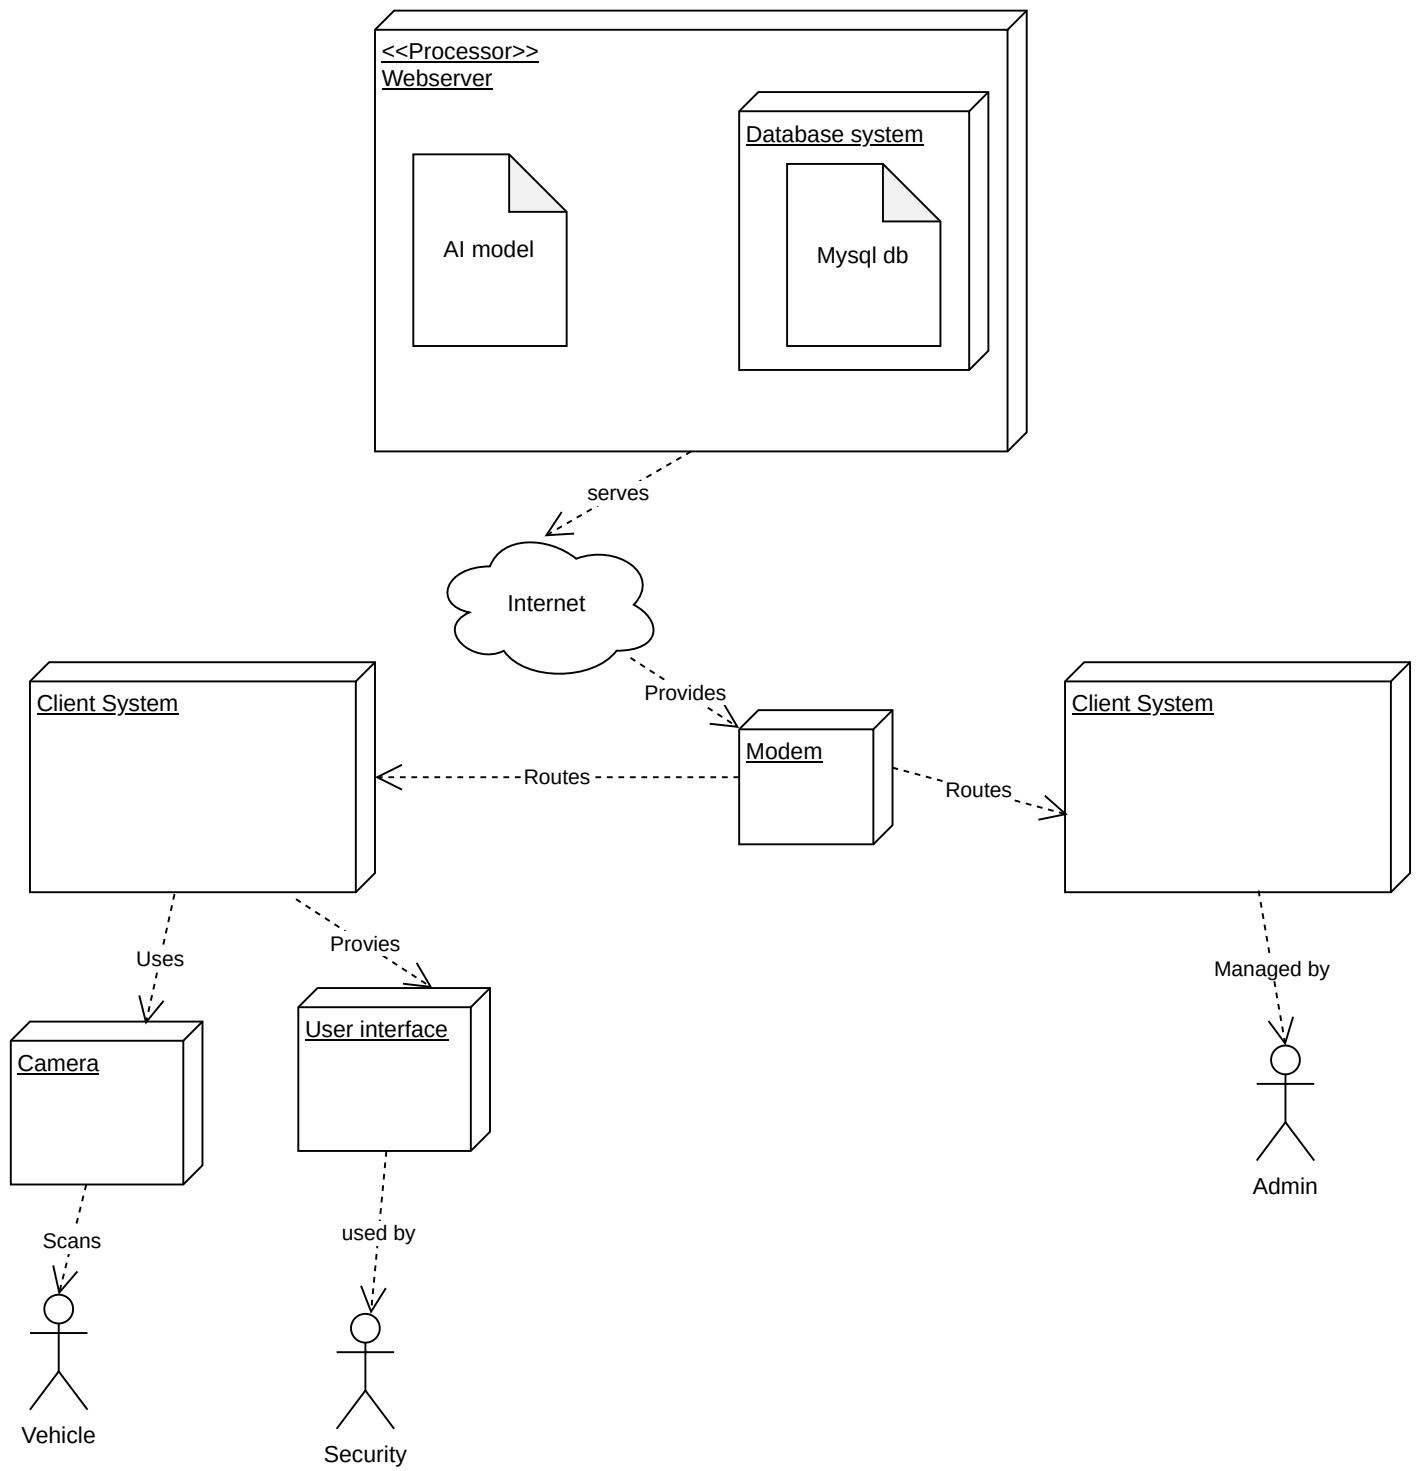 <<Processor>>
Webserver
Database system
AI model
Mysql db
serves
Internet
Provides
Client System
Client System
Modem
Routes
Routes
Uses
Provies
Managed by
Camera
User interface
Admin
Scans
used by
Vehicle
Security